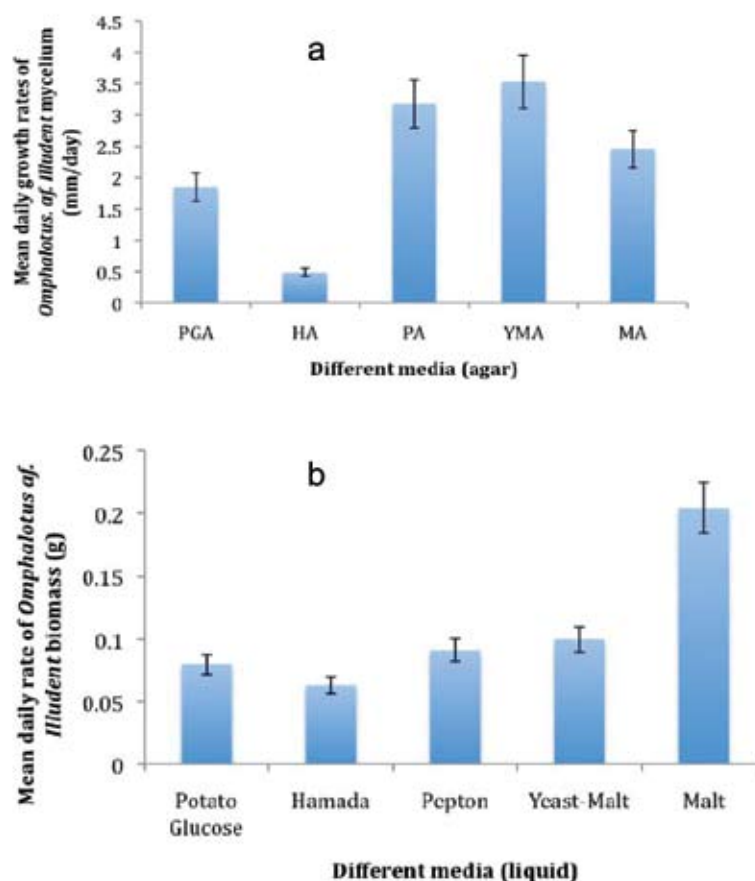 a
Mean daily growth rates of
Omphalotus. af. Illudent mycelium
(mm/day)
4.5
4
3.5
3
2.5
2
1.5
1
0.5
0
PGA HA PA YMA MA
Different media (agar)
b
Mean daily rate of Omphalotus af.
Illudent biomass (g)
0.25
0.2
0.15
0.1
0.05
0
Potato Glucose Hamada Pepton Yeast-Malt Malt
Different media (liquid)